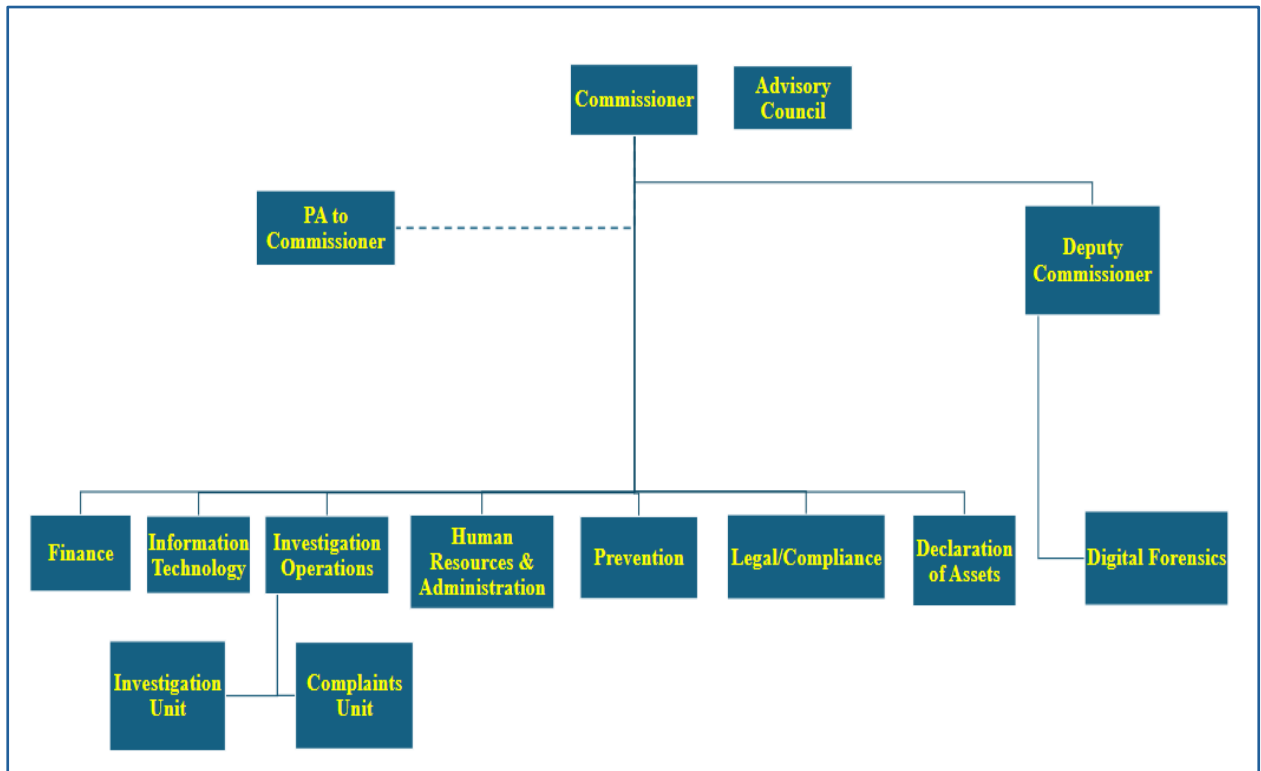 Commissioner
Advisory
Council
PA to
Commissioner
Deputy
Commissioner
Finance
Information
Technology
Investigation
Operations
Human
Resources &
Administration
Prevention
Legal/Compliance
Declaration
of Assets
Digital Forensics
Investigation
Unit
Complaints
Unit